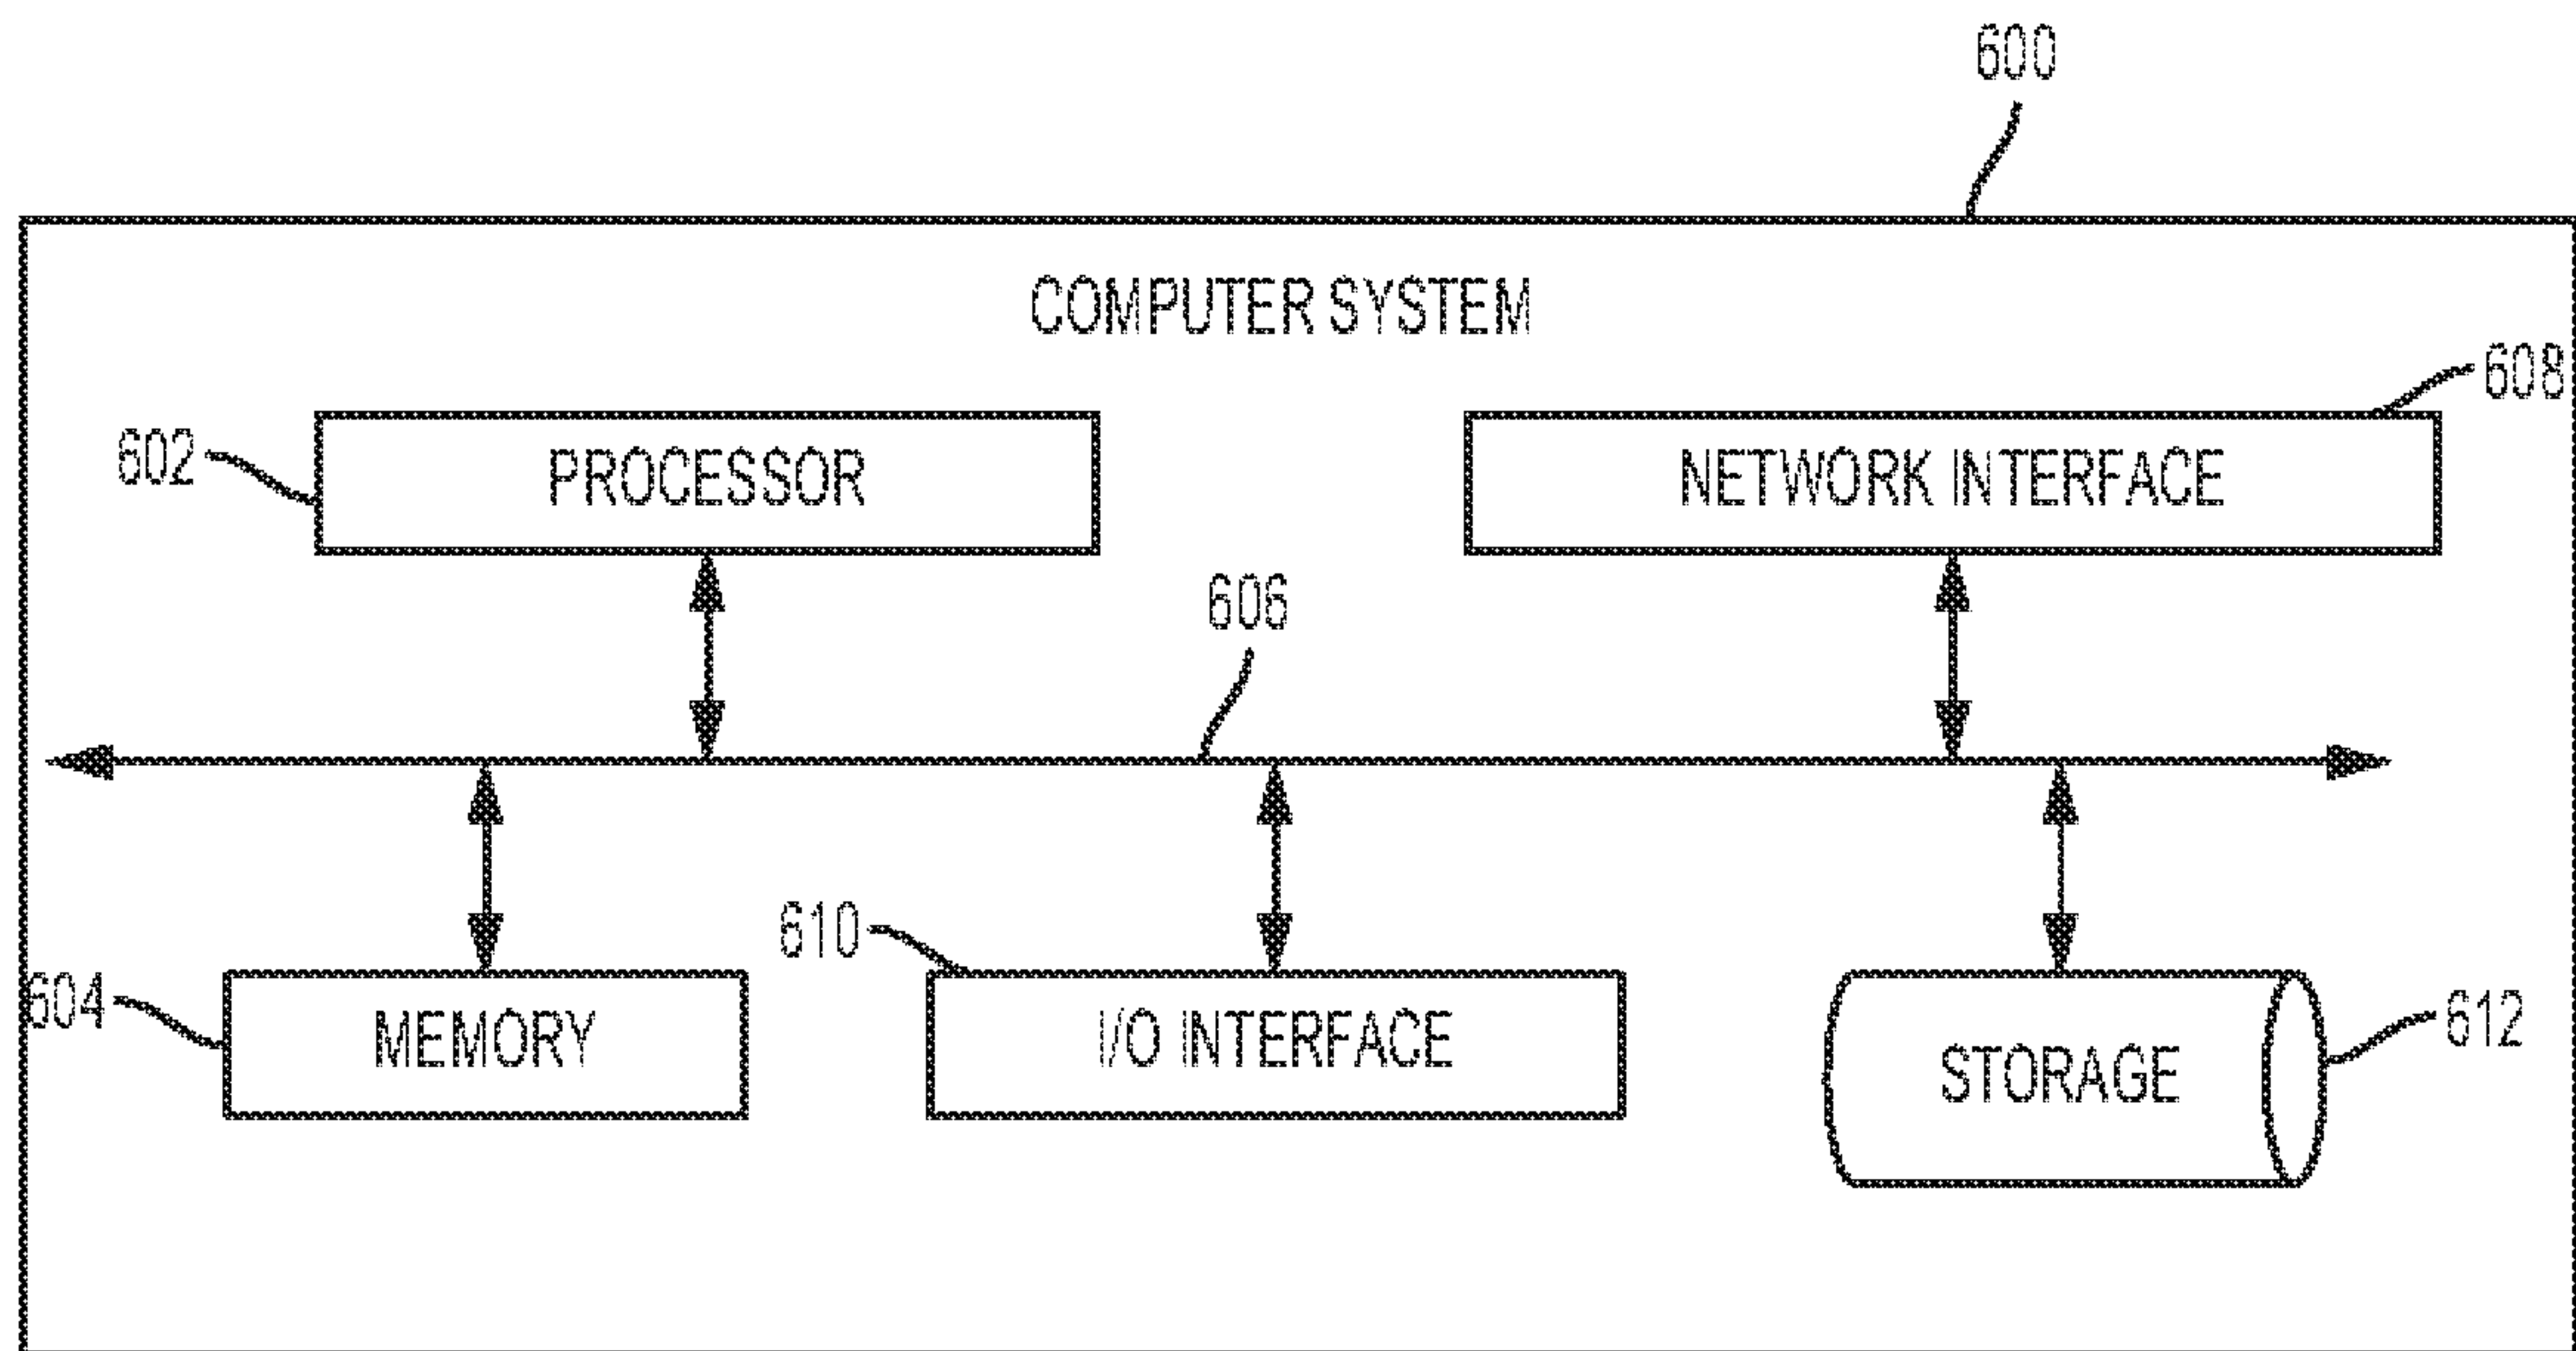 600
COMPUTER SYSTEM
608
602
PROCESSOR
NETWORK INTERFACE
606
610
604
MEMORY
I/O INTERFACE
612
STORAGE